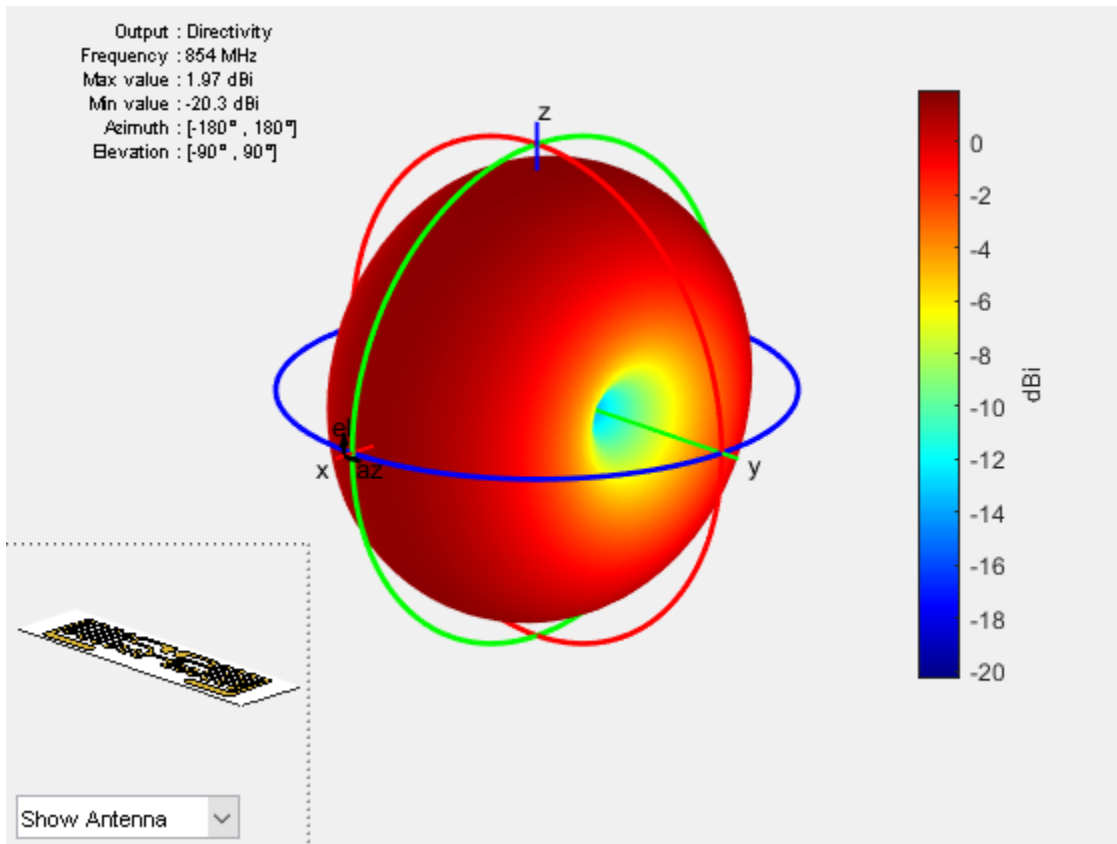 Output : Directivity
Frequency : 854 MHz
Max value : 1.97 dBi
Min value : -20.3 dBi
Azimuth : [-180° , 180°]
Elevation : [-90° , 90°]
z
0
-2
-4
-6
-8
-10
-12
-14
-16
-18
-20
dBi
el
x
az
y
Show Antenna